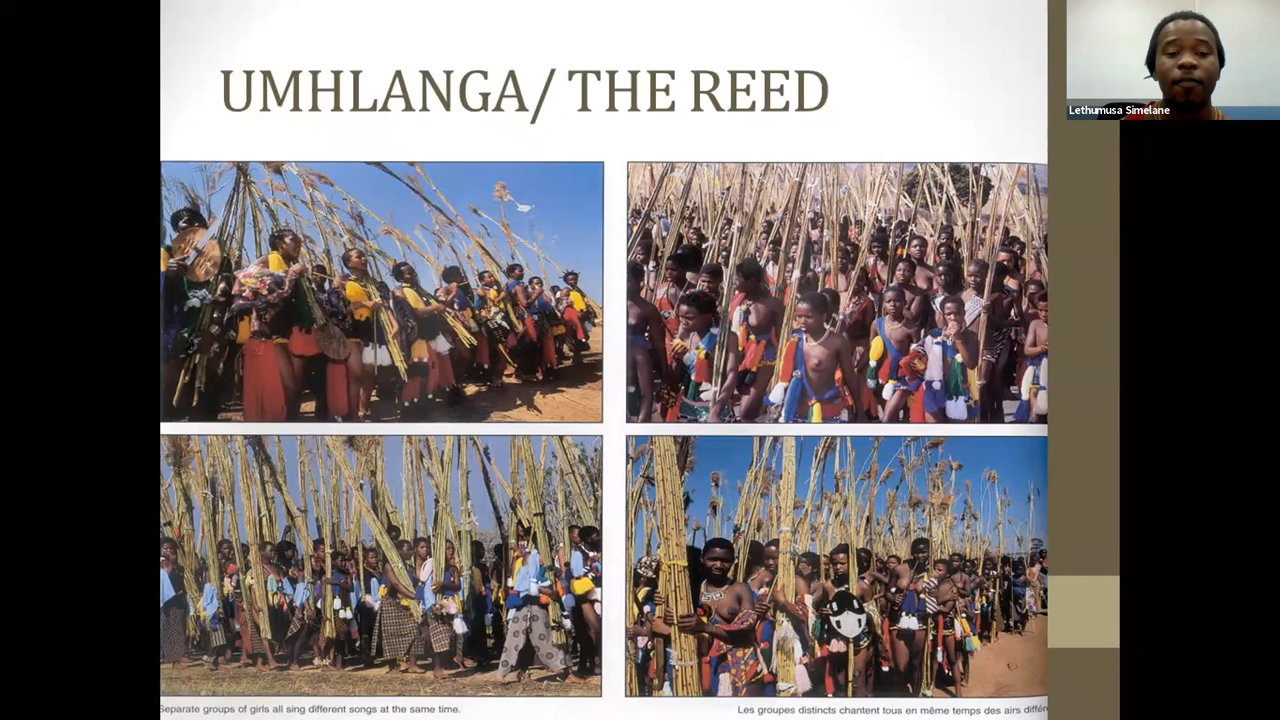 UMHLANGA/ THE REED
Lethumusa Simelane
Separate groups of girls all sing different songs at the same time.
Les groupes distincts chantent tous en même temps des airs